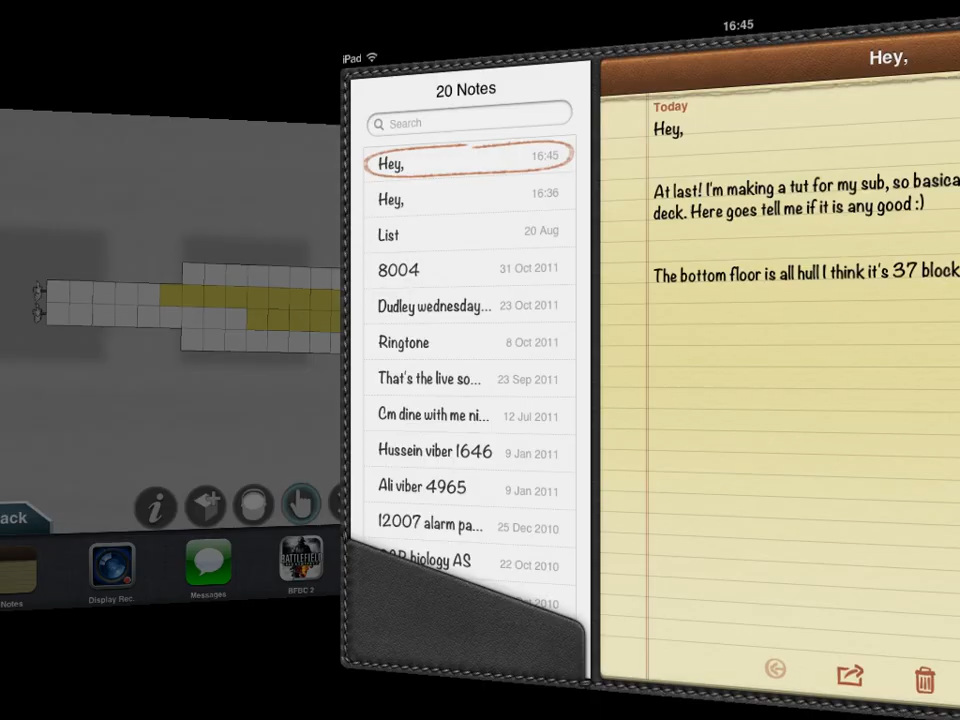 16:45
iPad
20 Notes
Search
Hey, 16:45
Hey, 16:36
List 20 Aug
8004 31 Oct 2011
Dudley wednesday... 23 Oct 2011
Ringtone 8 Oct 2011
That's the live so... 23 Sep 2011
Cm dine with me ni... 12 Jul 2011
Hussein viber 1646 9 Jan 2011
Ali viber 4965 9 Jan 2011
12007 alarm pa... 25 Dec 2010
biology AS 22 Oct 2010
2010
Hey,
Today
Hey,
At last! I'm making a tut for my sub, so basica
deck. Here goes tell me if it is any good :)
The bottom floor is all hull I think it's 37 block
ack
Notes
Display Rec.
Messages
BFBC 2
BATTLEFIELD